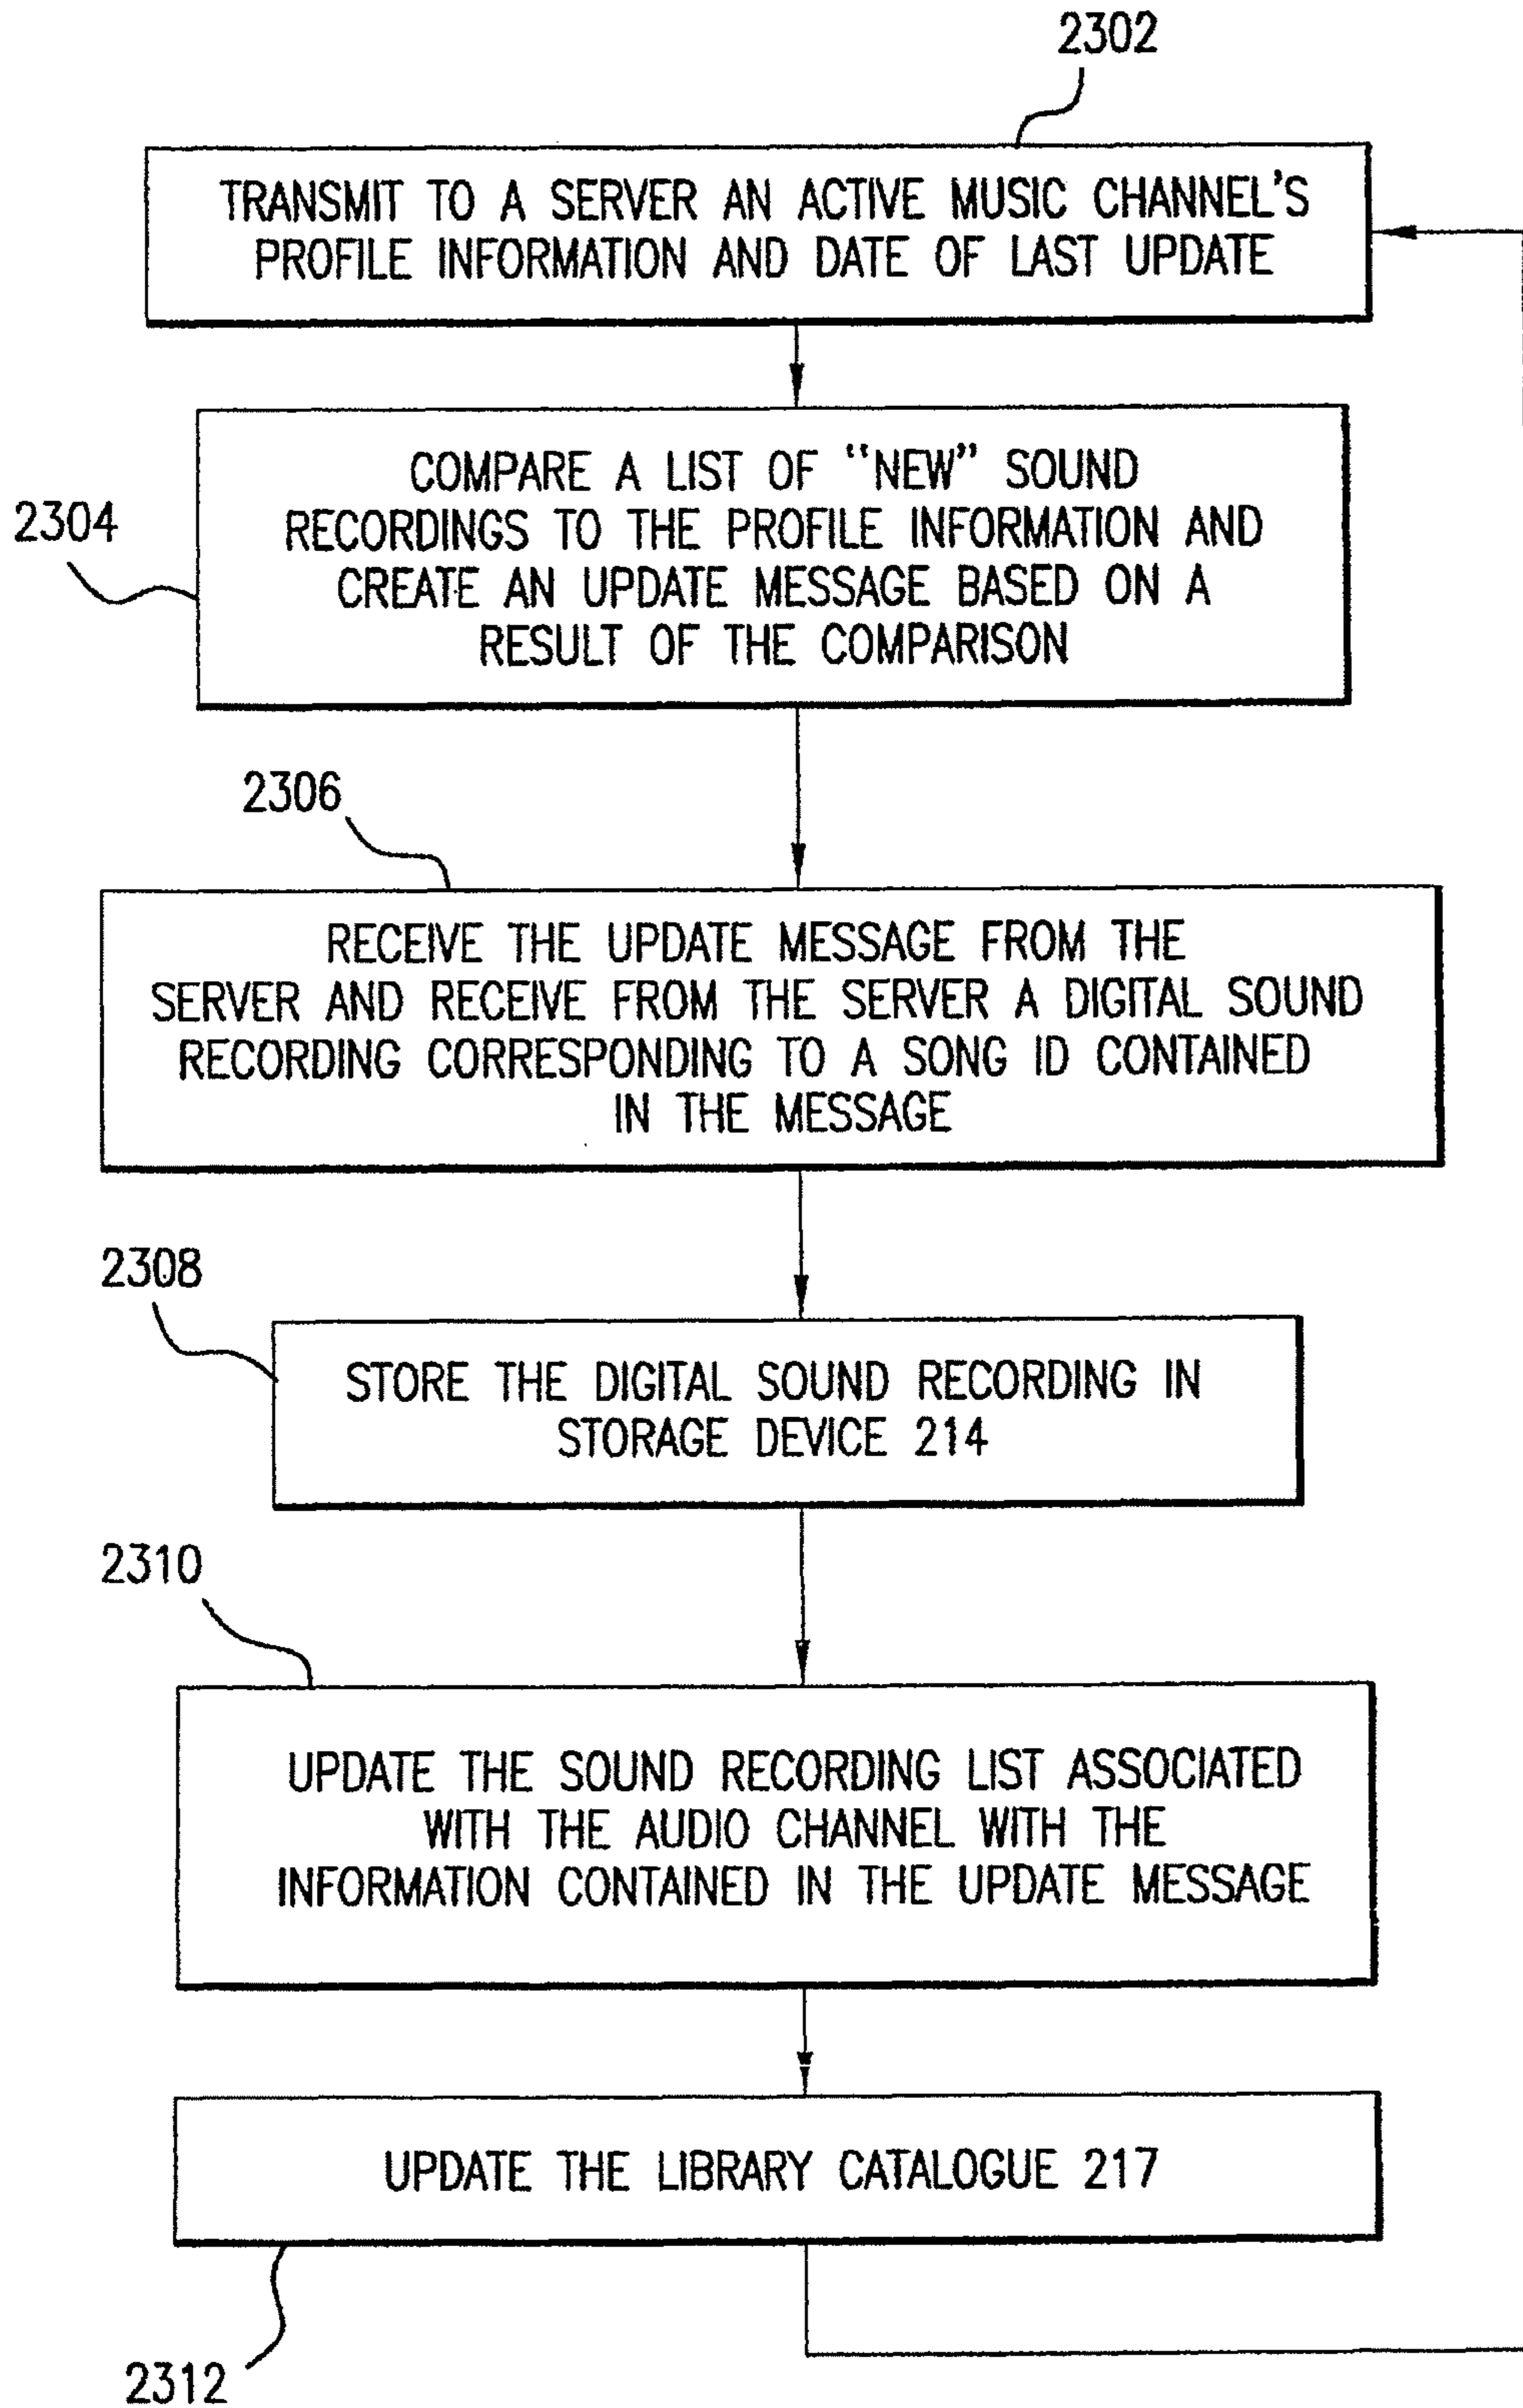 2302
TRANSMIT TO A SERVER AN ACTIVE MUSIC CHANNEL'S
PROFILE INFORMATION AND DATE OF LAST UPDATE
2304
COMPARE A LIST OF “NEW” SOUND
RECORDINGS TO THE PROFILE INFORMATION AND
CREATE AN UPDATE MESSAGE BASED ON A
RESULT OF THE COMPARISON
2306
RECEIVE THE UPDATE MESSAGE FROM THE
SERVER AND RECEIVE FROM THE SERVER A DIGITAL SOUND
RECORDING CORRESPONDING TO A SONG ID CONTAINED
IN THE MESSAGE
2308
STORE THE DIGITAL SOUND RECORDING IN
STORAGE DEVICE 214
2310
UPDATE THE SOUND RECORDING LIST ASSOCIATED
WITH THE AUDIO CHANNEL WITH THE
INFORMATION CONTAINED IN THE UPDATE MESSAGE
UPDATE THE LIBRARY CATALOGUE 217
2312